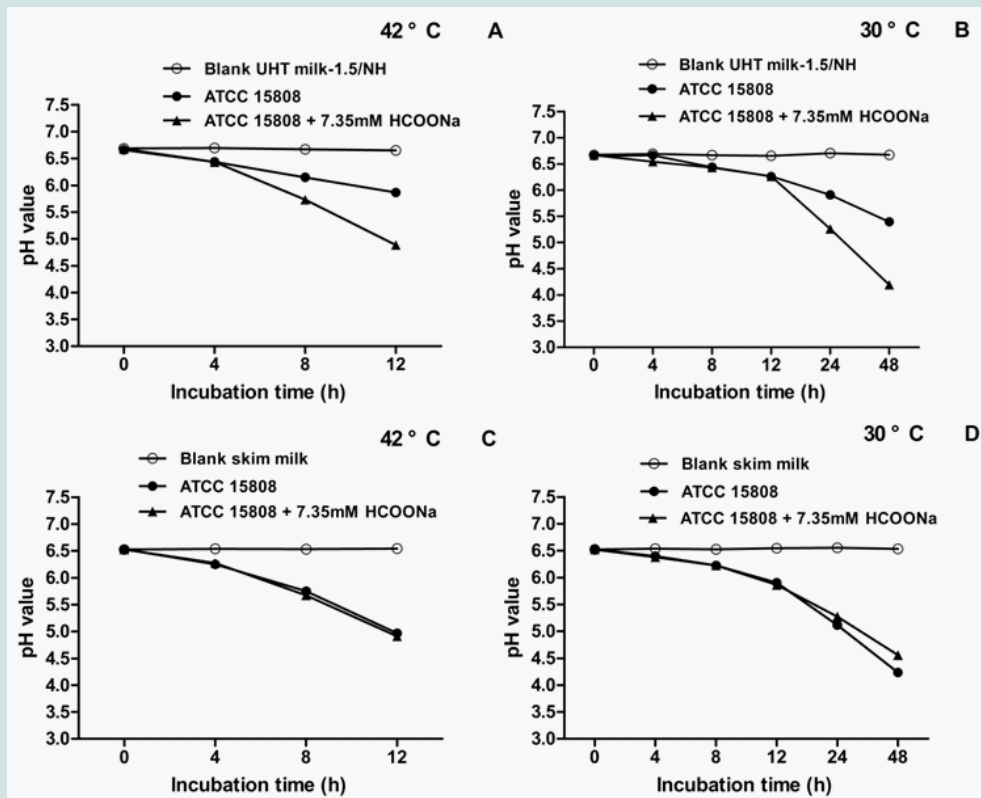 42 ° C A
Blank UHT milk-1.5/NH
ATCC 15808
ATCC 15808 + 7.35mM HCOONa
pH value
7.5
7.0
6.5
6.0
5.5
5.0
4.5
4.0
3.5
3.0
0 4 8 12
Incubation time (h)
30 ° C B
Blank UHT milk-1.5/NH
ATCC 15808
ATCC 15808 + 7.35mM HCOONa
pH value
7.5
7.0
6.5
6.0
5.5
5.0
4.5
4.0
3.5
3.0
0 4 8 12 24 48
Incubation time (h)
42 ° C C
Blank skim milk
ATCC 15808
ATCC 15808 + 7.35mM HCOONa
pH value
7.5
7.0
6.5
6.0
5.5
5.0
4.5
4.0
3.5
3.0
0 4 8 12
Incubation time (h)
30 ° C D
Blank skim milk
ATCC 15808
ATCC 15808 + 7.35mM HCOONa
pH value
7.5
7.0
6.5
6.0
5.5
5.0
4.5
4.0
3.5
3.0
0 4 8 12 24 48
Incubation time (h)